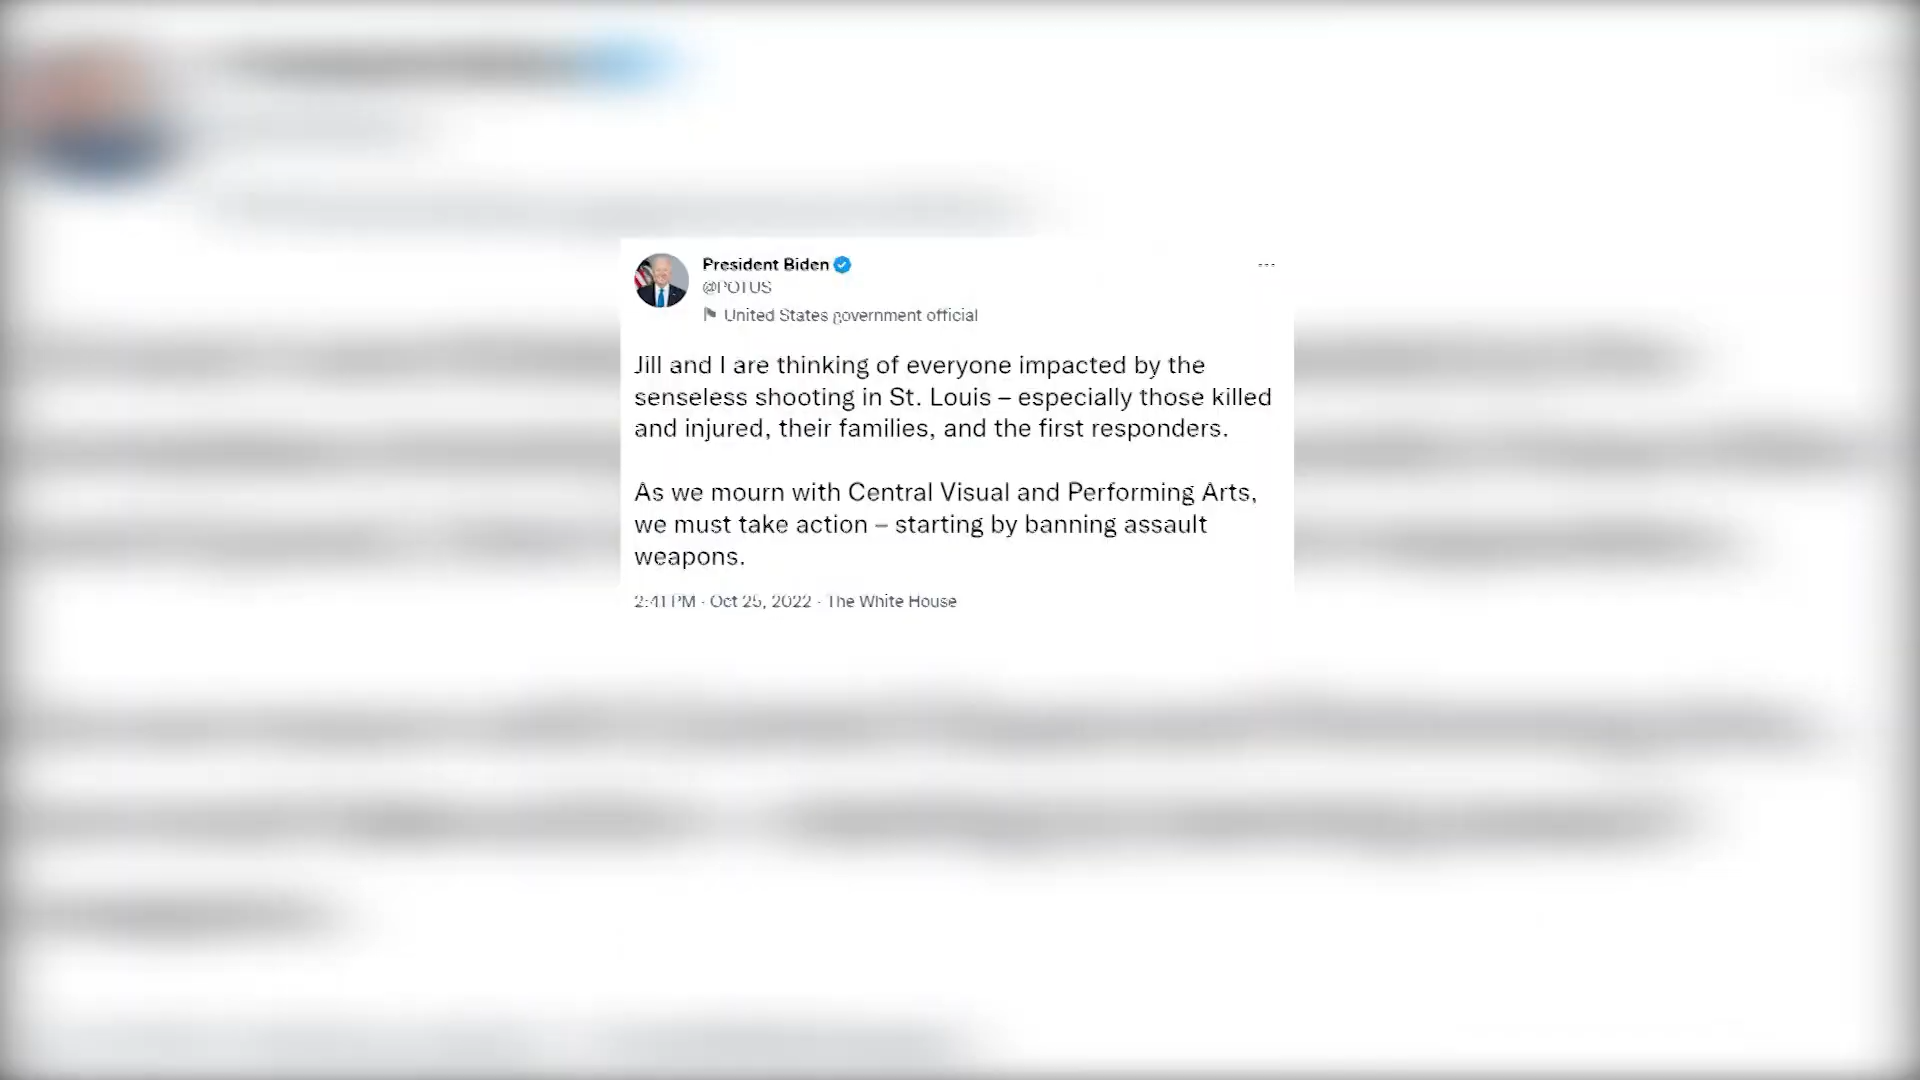 President Biden
@POTUS
United States government official
Jill and I are thinking of everyone impacted by the
senseless shooting in St. Louis – especially those killed
and injured, their families, and the first responders.
As we mourn with Central Visual and Performing Arts,
we must take action – starting by banning assault
weapons.
2:41 PM · Oct 25, 2022 · The White House